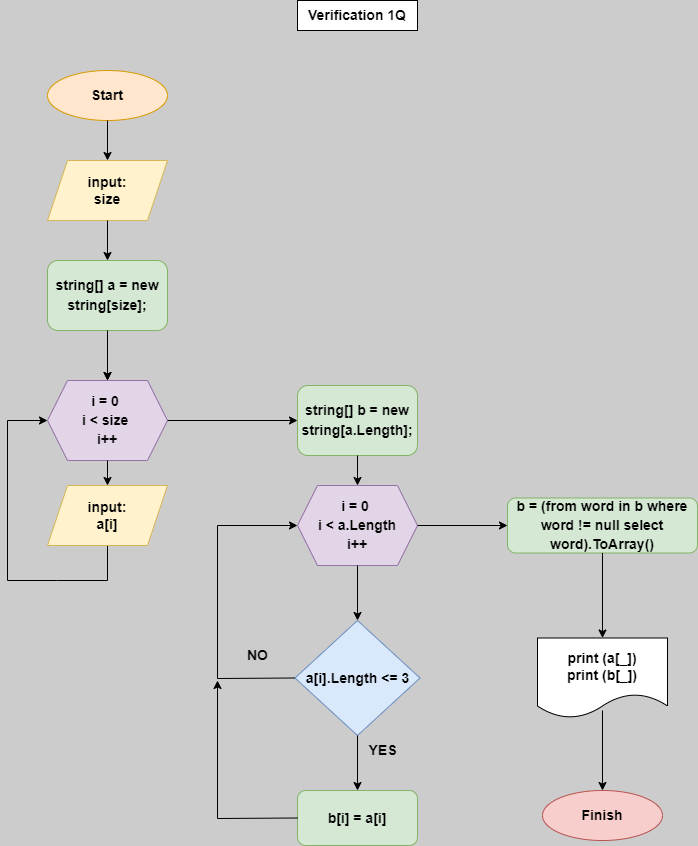 Verification 1Q
Start
input:
size
string[] a = new
string[size];
i = 0
i < size
i++
input:
a[i]
string[] b = new
string[a.Length];
i = 0
i < a.Length
i++
b = (from word in b where
word != null select
word).ToArray()
NO
a[i].Length <= 3
YES
b[i] = a[i]
print (a[_])
print (b[_])
Finish